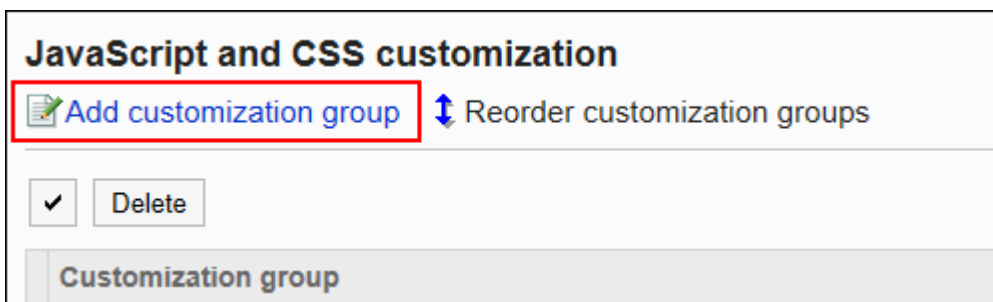 JavaScript and CSS customization
Add customization group Reorder customization groups
Delete
Customization group